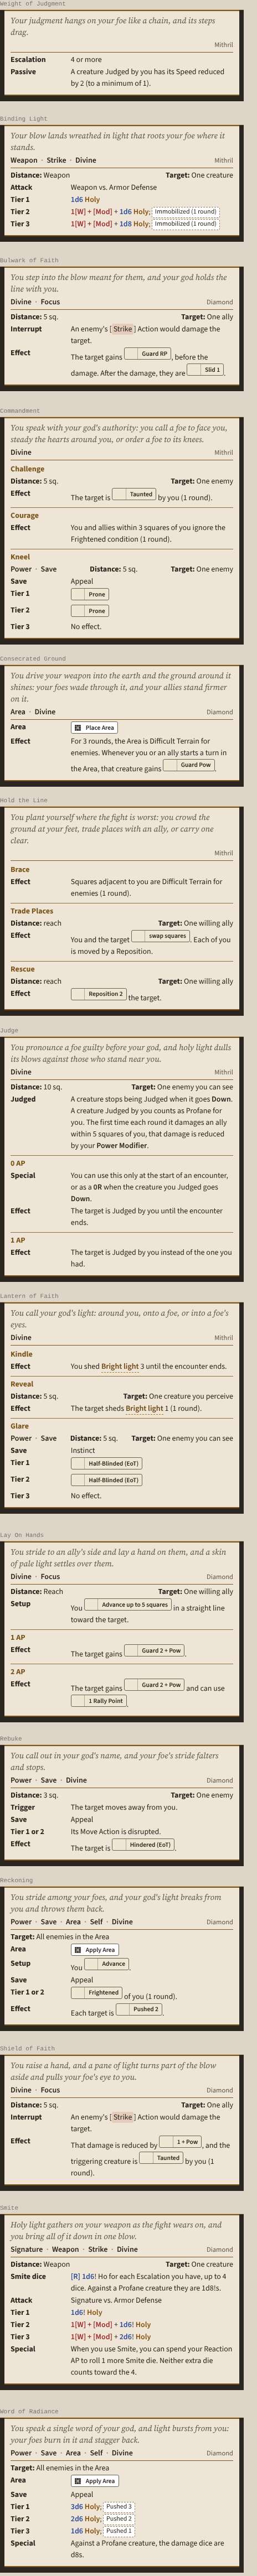 Weight of Judgment
Your judgment hangs on your foe like a chain, and its steps
drag.
Mithril
Escalation 4 or more
Passive A creature Judged by you has its Speed reduced
by 2 (to a minimum of 1).
Binding Light
Your blow lands wreathed in light that roots your foe where it
stands.
Weapon · Strike · Divine Mithril
Distance: Weapon Target: One creature
Attack Weapon vs. Armor Defense
Tier 1 1d6 Holy
Tier 2 1[W] + [Mod] + 1d6 Holy; Immobilized (1 round)
Tier 3 1[W] + [Mod] + 1d8 Holy; Immobilized (1 round)
Bulwark of Faith
You step into the blow meant for them, and your god holds the
line with you.
Divine · Focus Diamond
Distance: 5 sq. Target: One ally
Interrupt An enemy's [Strike] Action would damage the
target.
Effect The target gains Guard RP, before the
damage. After the damage, they are Slid 1.
Commandment
You speak with your god's authority: you call a foe to face you,
steady the hearts around you, or order a foe to its knees.
Divine Mithril
Challenge
Distance: 5 sq. Target: One enemy
Effect The target is Taunted by you (1 round).
Courage
Effect You and allies within 3 squares of you ignore the
Frightened condition (1 round).
Kneel
Power · Save Distance: 5 sq. Target: One enemy
Save Appeal
Tier 1 Prone
Tier 2 Prone
Tier 3 No effect.
Consecrated Ground
You drive your weapon into the earth and the ground around it
shines: your foes wade through it, and your allies stand firmer
on it.
Area · Divine Diamond
Area Place Area
Effect For 3 rounds, the Area is Difficult Terrain for
enemies. Whenever you or an ally starts a turn in
the Area, that creature gains Guard Pow.
Hold the Line
You plant yourself where the fight is worst: you crowd the
ground at your feet, trade places with an ally, or carry one
clear.
Mithril
Brace
Effect Squares adjacent to you are Difficult Terrain for
enemies (1 round).
Trade Places
Distance: reach Target: One willing ally
Effect You and the target swap squares. Each of you
is moved by a Reposition.
Rescue
Distance: reach Target: One willing ally
Effect Reposition 2 the target.
Judge
You pronounce a foe guilty before your god, and holy light dulls
its blows against those who stand near you.
Divine Mithril
Distance: 10 sq. Target: One enemy you can see
Judged A creature stops being Judged when it goes Down.
A creature Judged by you counts as Profane for
you. The first time each round it damages an ally
within 5 squares of you, that damage is reduced
by your Power Modifier.
0 AP
Special You can use this only at the start of an encounter,
or as a 0R when the creature you Judged goes
Down.
Effect The target is Judged by you until the encounter
ends.
1 AP
Effect The target is Judged by you instead of the one you
had.
Lantern of Faith
You call your god's light: around you, onto a foe, or into a foe's
eyes.
Divine Mithril
Kindle
Effect You shed Bright light 3 until the encounter ends.
Reveal
Distance: 5 sq. Target: One creature you perceive
Effect The target sheds Bright light 1 (1 round).
Glare
Power · Save Distance: 5 sq. Target: One enemy you can see
Save Instinct
Tier 1 Half-Blinded (EoT)
Tier 2 Half-Blinded (EoT)
Tier 3 No effect.
Lay On Hands
You stride to an ally's side and lay a hand on them, and a skin
of pale light settles over them.
Divine · Focus Diamond
Distance: Reach Target: One willing ally
Setup You Advance up to 5 squares in a straight line
toward the target.
1 AP
Effect The target gains Guard 2 + Pow.
2 AP
Effect The target gains Guard 2 + Pow and can use
1 Rally Point.
Rebuke
You call out in your god's name, and your foe's stride falters
and stops.
Power · Save · Divine Diamond
Distance: 3 sq. Target: One enemy
Trigger The target moves away from you.
Save Appeal
Tier 1 or 2 Its Move Action is disrupted.
Effect The target is Hindered (EoT).
Reckoning
You stride among your foes, and your god's light breaks from
you and throws them back.
Power · Save · Area · Self · Divine Diamond
Target: All enemies in the Area
Area Apply Area
Setup You Advance.
Save Appeal
Tier 1 or 2 Frightened of you (1 round).
Effect Each target is Pushed 2.
Shield of Faith
You raise a hand, and a pane of light turns part of the blow
aside and pulls your foe's eye to you.
Divine · Focus Diamond
Distance: 5 sq. Target: One ally
Interrupt An enemy's [Strike] Action would damage the
target.
Effect That damage is reduced by 1 + Pow, and the
triggering creature is Taunted by you (1
round).
Smite
Holy light gathers on your weapon as the fight wears on, and
you bring all of it down in one blow.
Signature · Weapon · Strike · Divine Diamond
Distance: Weapon Target: One creature
Smite dice [R] 1d6! Ho for each Escalation you have, up to 4
dice. Against a Profane creature they are 1d8!s.
Attack Signature vs. Armor Defense
Tier 1 1d6! Holy
Tier 2 1[W] + [Mod] + 1d6! Holy
Tier 3 1[W] + [Mod] + 2d6! Holy
Special When you use Smite, you can spend your Reaction
AP to roll 1 more Smite die. Neither extra die
counts toward the 4.
Word of Radiance
You speak a single word of your god, and light bursts from you:
your foes burn in it and stagger back.
Power · Save · Area · Self · Divine Diamond
Target: All enemies in the Area
Area Apply Area
Save Appeal
Tier 1 3d6 Holy; Pushed 3
Tier 2 2d6 Holy; Pushed 2
Tier 3 1d6 Holy; Pushed 1
Special Against a Profane creature, the damage dice are
d8s.